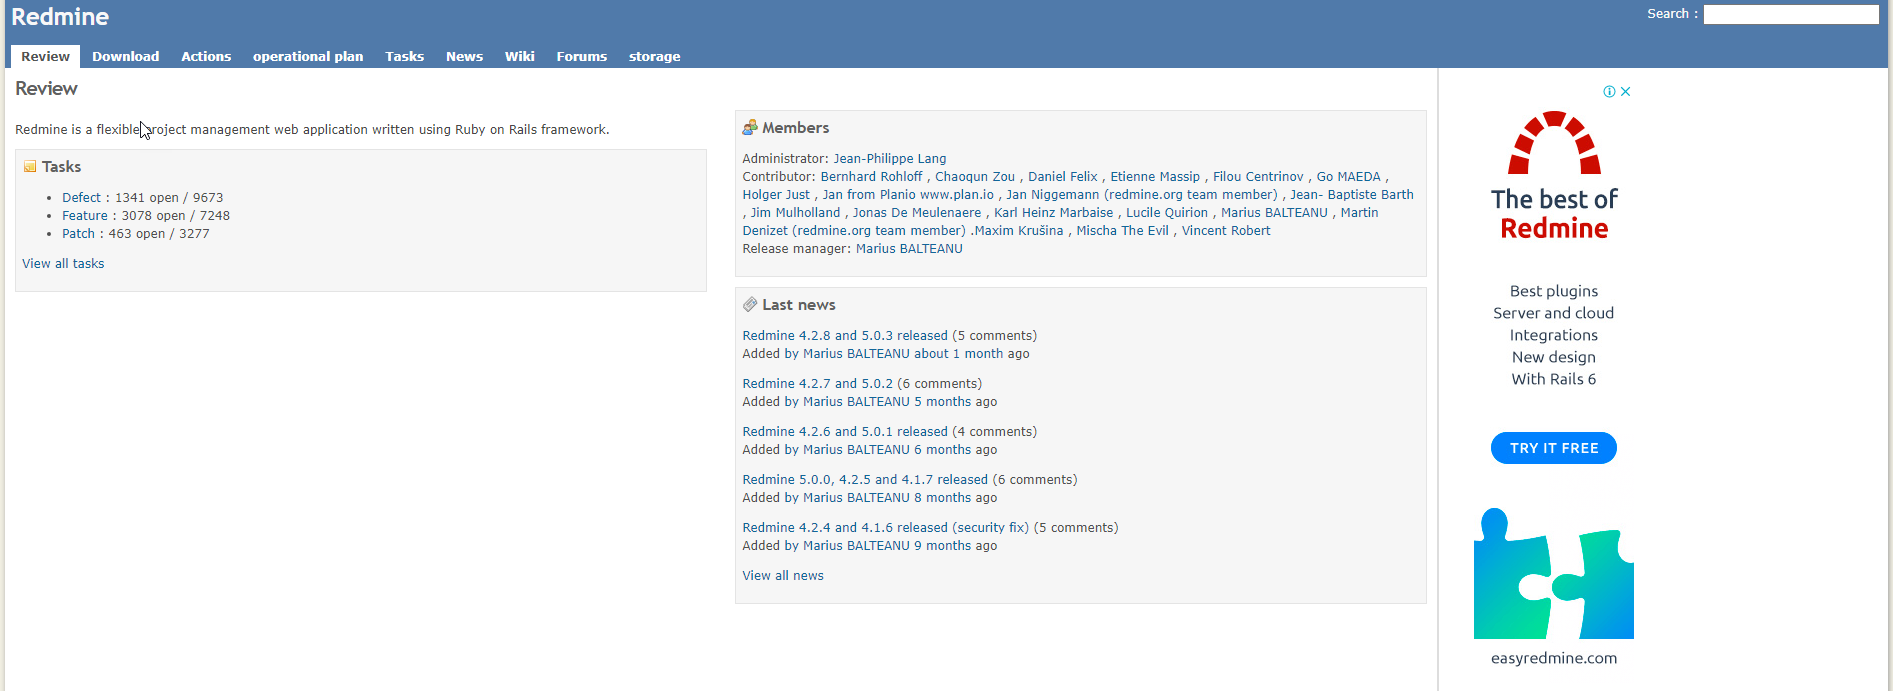 Redmine
Search :
Review Download Actions operational plan Tasks News Wiki Forums storage
Review
Redmine is a flexible project management web application written using Ruby on Rails framework.
Tasks
Defect : 1341 open / 9673
Feature : 3078 open / 7248
Patch : 463 open / 3277
View all tasks
Members
Administrator: Jean-Philippe Lang
Contributor: Bernhard Rohloff , Chaoqun Zou , Daniel Felix , Etienne Massip , Filou Centrinov , Go MAEDA ,
Holger Just , Jan from Planio www.plan.io , Jan Niggemann (redmine.org team member) , Jean- Baptiste Barth
, Jim Mulholland , Jonas De Meulenaere , Karl Heinz Marbaise , Lucile Quirion , Marius BALTEANU , Martin
Denizet (redmine.org team member) .Maxim Krušina , Mischa The Evil , Vincent Robert
Release manager: Marius BALTEANU
Last news
Redmine 4.2.8 and 5.0.3 released (5 comments)
Added by Marius BALTEANU about 1 month ago
Redmine 4.2.7 and 5.0.2 (6 comments)
Added by Marius BALTEANU 5 months ago
Redmine 4.2.6 and 5.0.1 released (4 comments)
Added by Marius BALTEANU 6 months ago
Redmine 5.0.0, 4.2.5 and 4.1.7 released (6 comments)
Added by Marius BALTEANU 8 months ago
Redmine 4.2.4 and 4.1.6 released (security fix) (5 comments)
Added by Marius BALTEANU 9 months ago
View all news
The best of
Redmine
Best plugins
Server and cloud
Integrations
New design
With Rails 6
TRY IT FREE
easyredmine.com